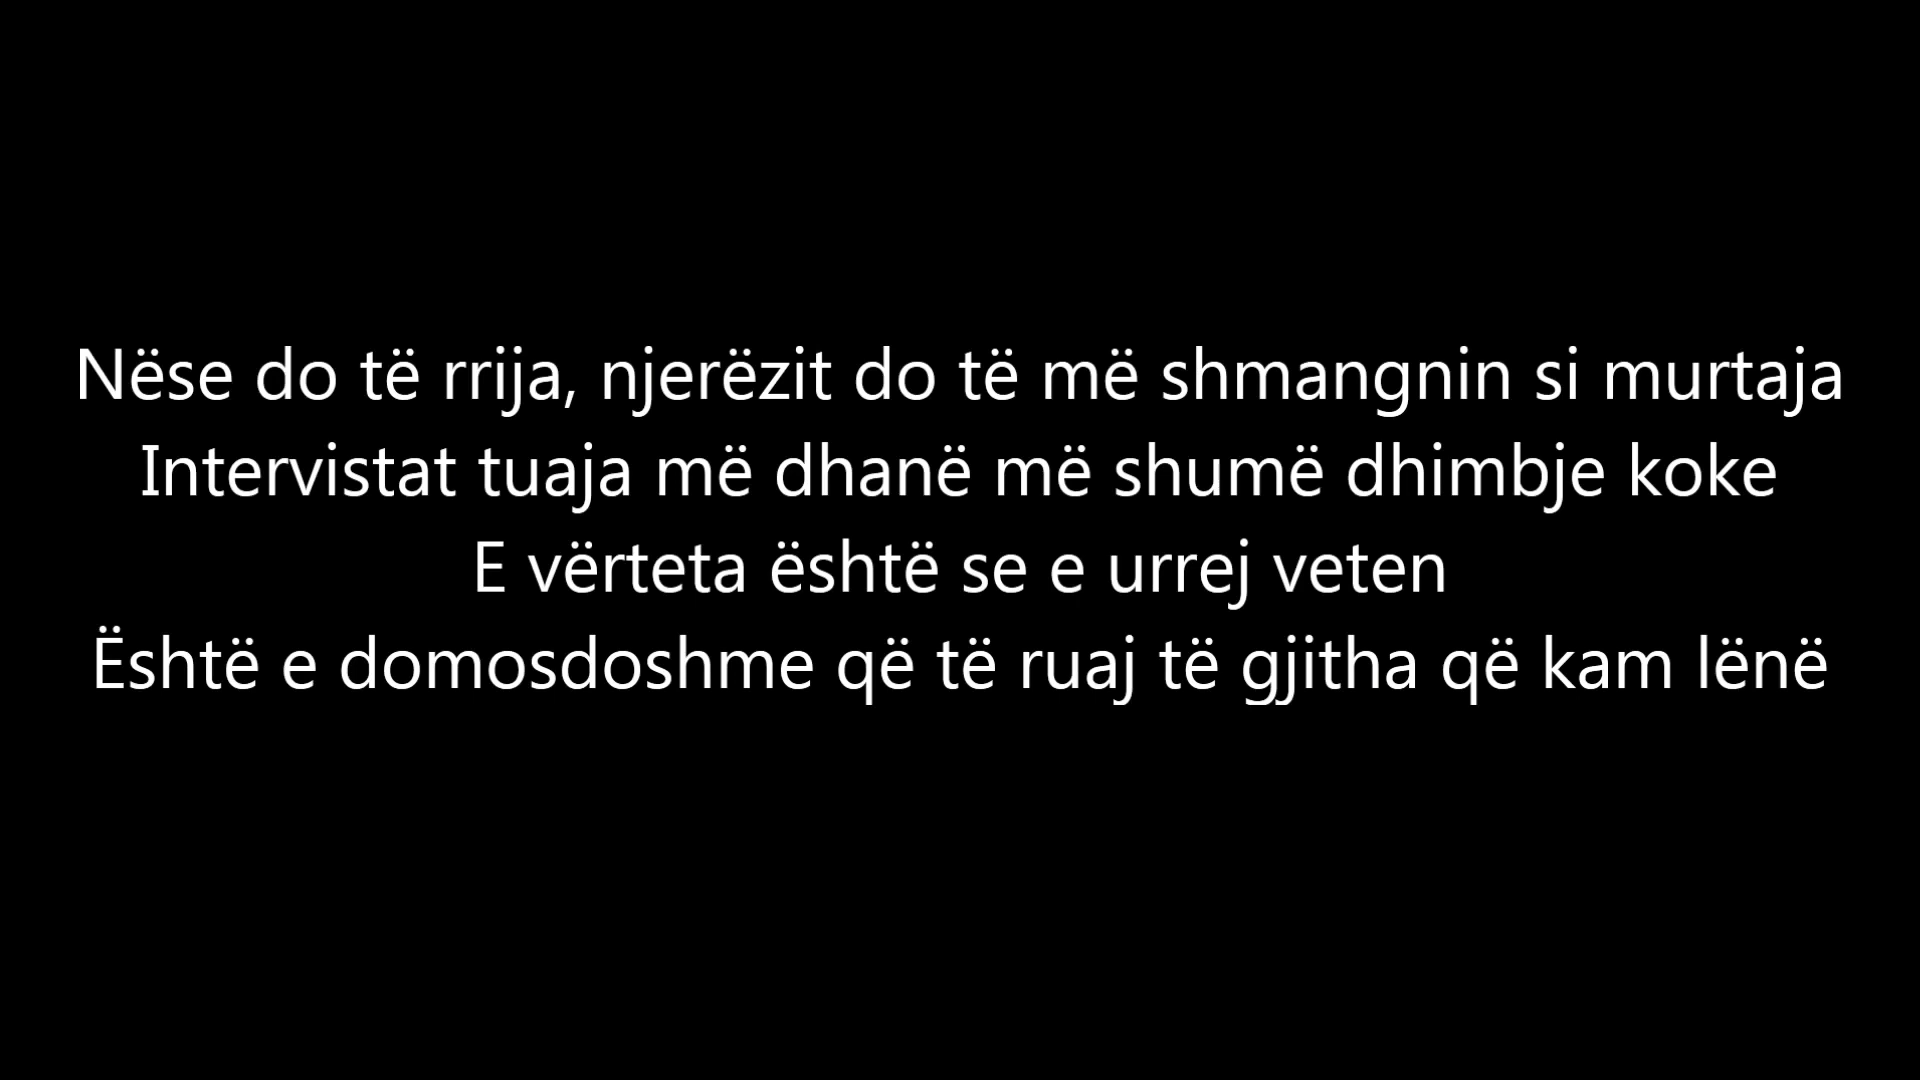 Nëse do të rrija, njerëzit do të më shmangnin si murtaja
Intervistat tuaja më dhanë më shumë dhimbje koke
E vërteta është se e urrej veten
Është e domosdoshme që të ruaj të gjitha që kam lënë